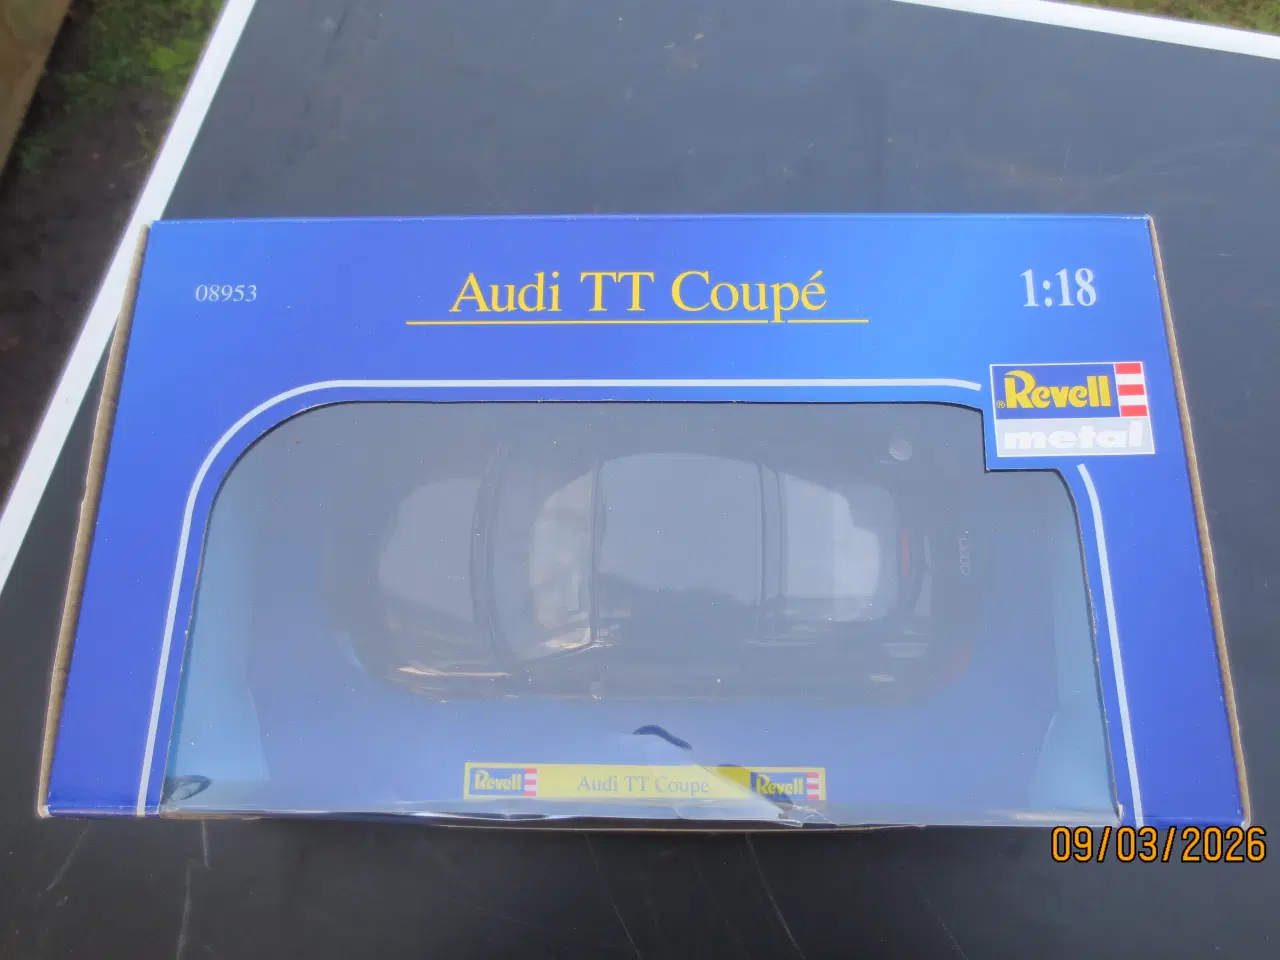 08953
Audi TT Coupé
1:18
®Revell
metal
Revell
Audi TT Coupe
Revell
09/03/2026